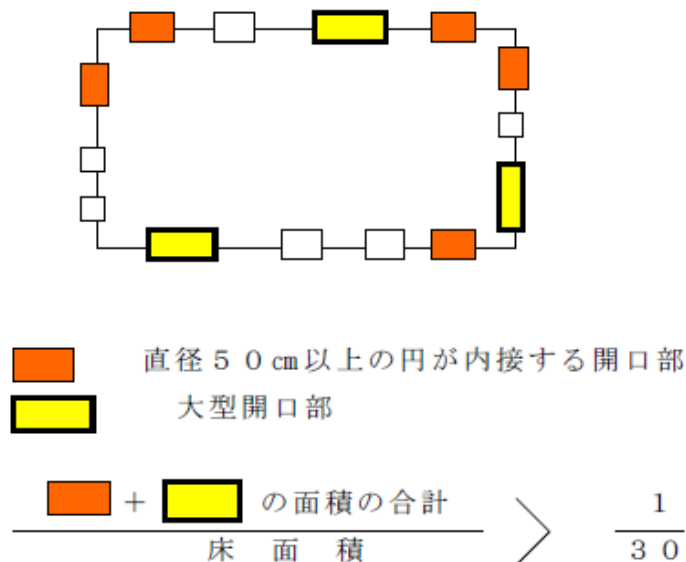 直径５０㎝以上の円が内接する開口部
大型開口部
＋ の面積の合計
床面積
＞
1
３０